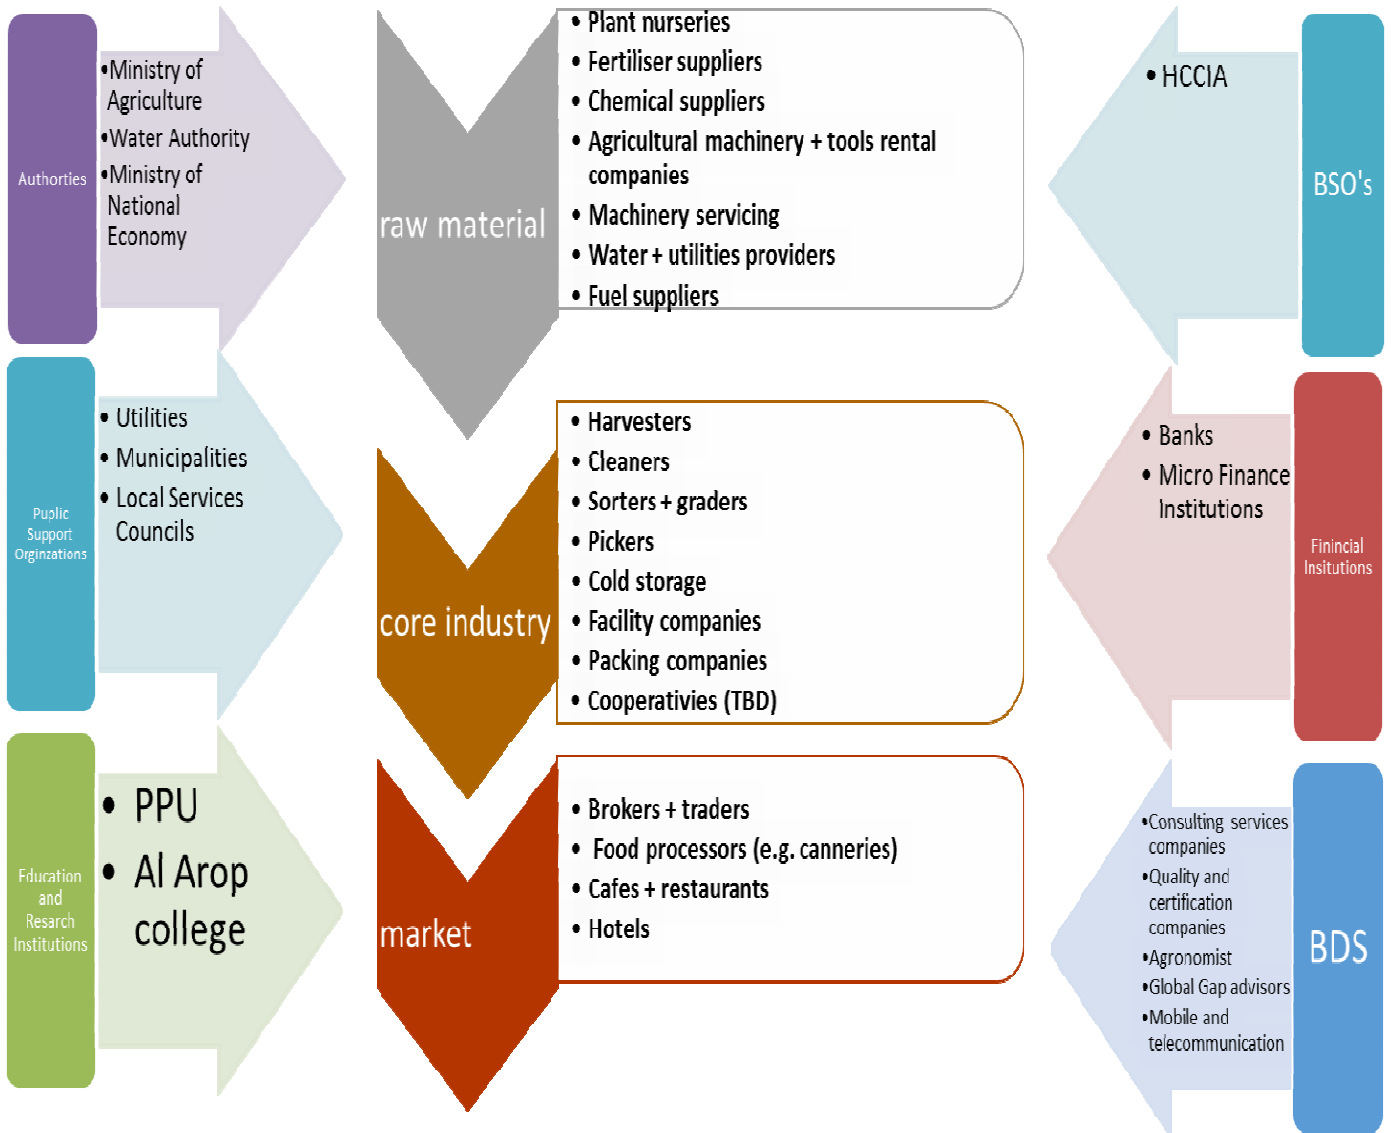 Authorties
•Ministry of
Agriculture
•Water Authority
•Ministry of
National
Economy
Puplic
Support
Orginzations
• Utilities
• Municipalities
• Local Services
Councils
Education
and
Resarch
Institutions
• PPU
• Al Arop
college
raw material
• Plant nurseries
• Fertiliser suppliers
• Chemical suppliers
• Agricultural machinery + tools rental
companies
• Machinery servicing
• Water + utilities providers
• Fuel suppliers
core industry
• Harvesters
• Cleaners
• Sorters + graders
• Pickers
• Cold storage
• Facility companies
• Packing companies
• Cooperativies (TBD)
market
• Brokers + traders
• Food processors (e.g. canneries)
• Cafes + restaurants
• Hotels
• HCCIA
BSO's
• Banks
• Micro Finance
Institutions
Finincial
Insitutions
•Consulting services
companies
•Quality and
certification
companies
•Agronomist
•Global Gap advisors
•Mobile and
telecommunication
BDS